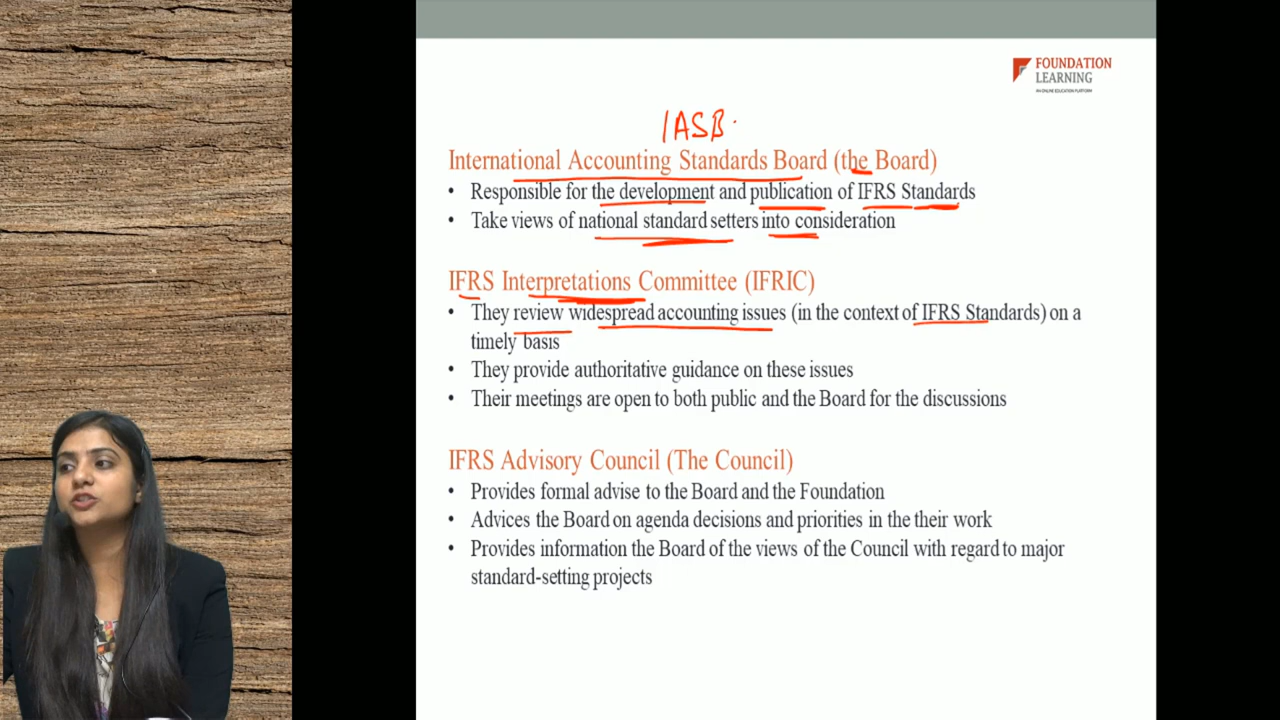 FOUNDATION
LEARNING
AN ONLINE EDUCATION PLATFORM
IASB
International Accounting Standards Board (the Board)
• Responsible for the development and publication of IFRS Standards
• Take views of national standard setters into consideration
IFRS Interpretations Committee (IFRIC)
• They review widespread accounting issues (in the context of IFRS Standards) on a
timely basis
• They provide authoritative guidance on these issues
• Their meetings are open to both public and the Board for the discussions
IFRS Advisory Council (The Council)
• Provides formal advise to the Board and the Foundation
• Advices the Board on agenda decisions and priorities in the their work
• Provides information the Board of the views of the Council with regard to major
standard-setting projects